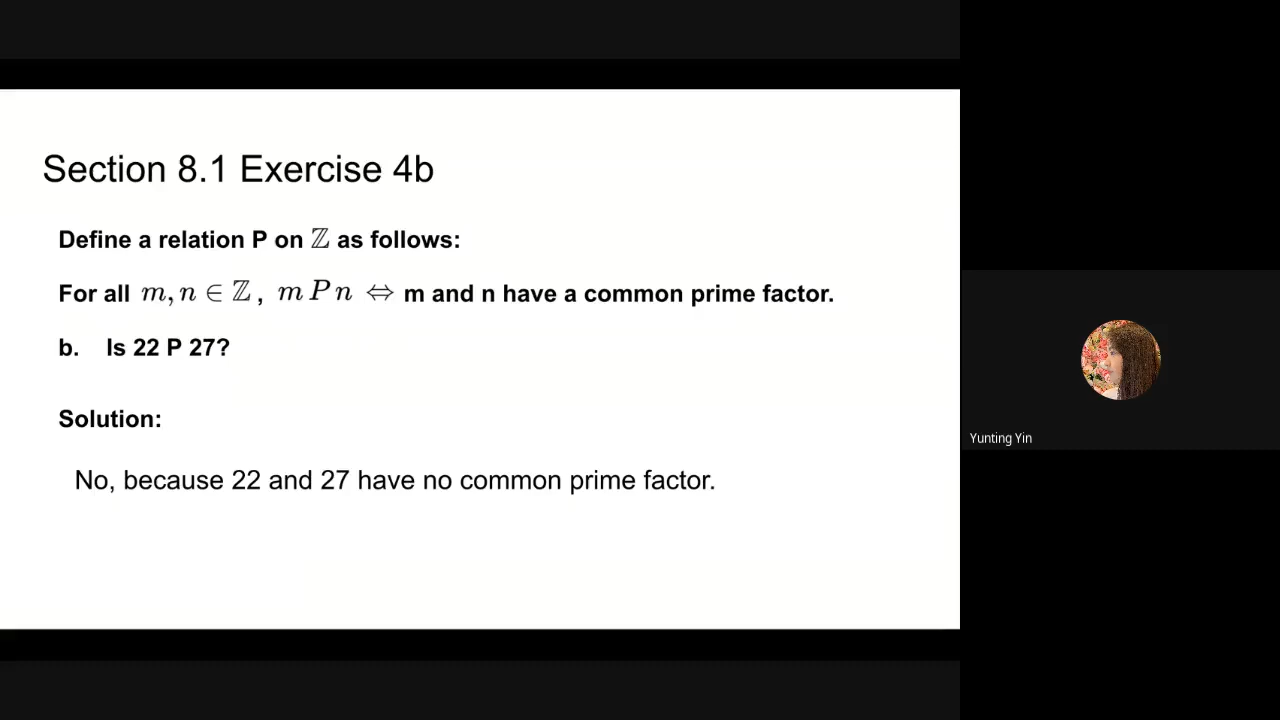 Section 8.1 Exercise 4b
Define a relation P on ℤ as follows:
For all m, n ∈ ℤ, m P n ⇔ m and n have a common prime factor.
b. Is 22 P 27?
Solution:
No, because 22 and 27 have no common prime factor.
Yunting Yin